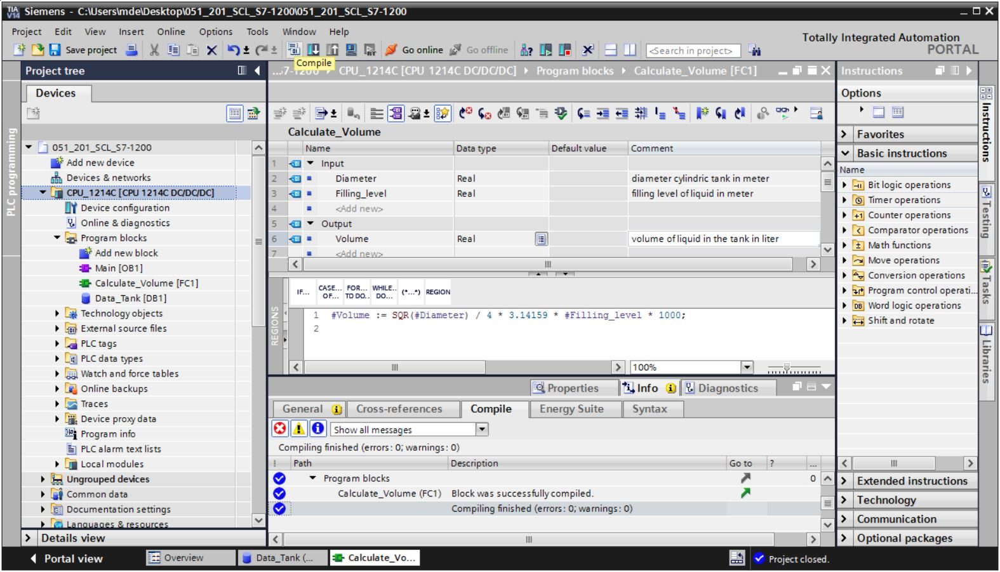 TIA V14 Siemens - C:\Users\mde\Desktop\051_201_SCL_S7-1200\051_201_SCL_S7-1200
Project Edit View Insert Online Options Tools Window Help
Totally Integrated Automation
PORTAL
Save project Go online Go offline <Search in project>
Compile
Project tree
Devices
PLC programming
051_201_SCL_S7-1200
Add new device
Devices & networks
CPU_1214C [CPU 1214C DC/DC/DC]
Device configuration
Online & diagnostics
Program blocks
Add new block
Main [OB1]
Calculate_Volume [FC1]
Data_Tank [DB1]
Technology objects
External source files
PLC tags
PLC data types
Watch and force tables
Online backups
Traces
Device proxy data
Program info
PLC alarm text lists
Local modules
Ungrouped devices
Common data
Documentation settings
Languages & resources
Details view
...7-1200 CPU_1214C [CPU 1214C DC/DC/DC] Program blocks Calculate_Volume [FC1]
Calculate_Volume
Name Data type Default value Comment
1 Input
2 Diameter Real diameter cylindric tank in meter
3 Filling_level Real filling level of liquid in meter
4 <Add new>
5 Output
6 Volume Real volume of liquid in the tank in liter
7 <Add new>
IF... CASE... OF... FOR... TO DO.. WHILE.. DO... (*...*) REGION
REGIONS
1 #Volume := SQR(#Diameter) / 4 * 3.14159 * #Filling_level * 1000;
2
100%
Properties Info Diagnostics
General Cross-references Compile Energy Suite Syntax
Show all messages
Compiling finished (errors: 0; warnings: 0)
! Path Description Go to ? ...
Program blocks 0
Calculate_Volume (FC1) Block was successfully compiled.
Compiling finished (errors: 0; warnings: 0)
Instructions
Options
Favorites
Basic instructions
Name
Bit logic operations
Timer operations
Counter operations
Comparator operations
Math functions
Move operations
Conversion operations
Program control operati...
Word logic operations
Shift and rotate
Extended instructions
Technology
Communication
Optional packages
Instructions
Testing
Tasks
Libraries
Portal view Overview Data_Tank (... Calculate_Vo... Project closed.